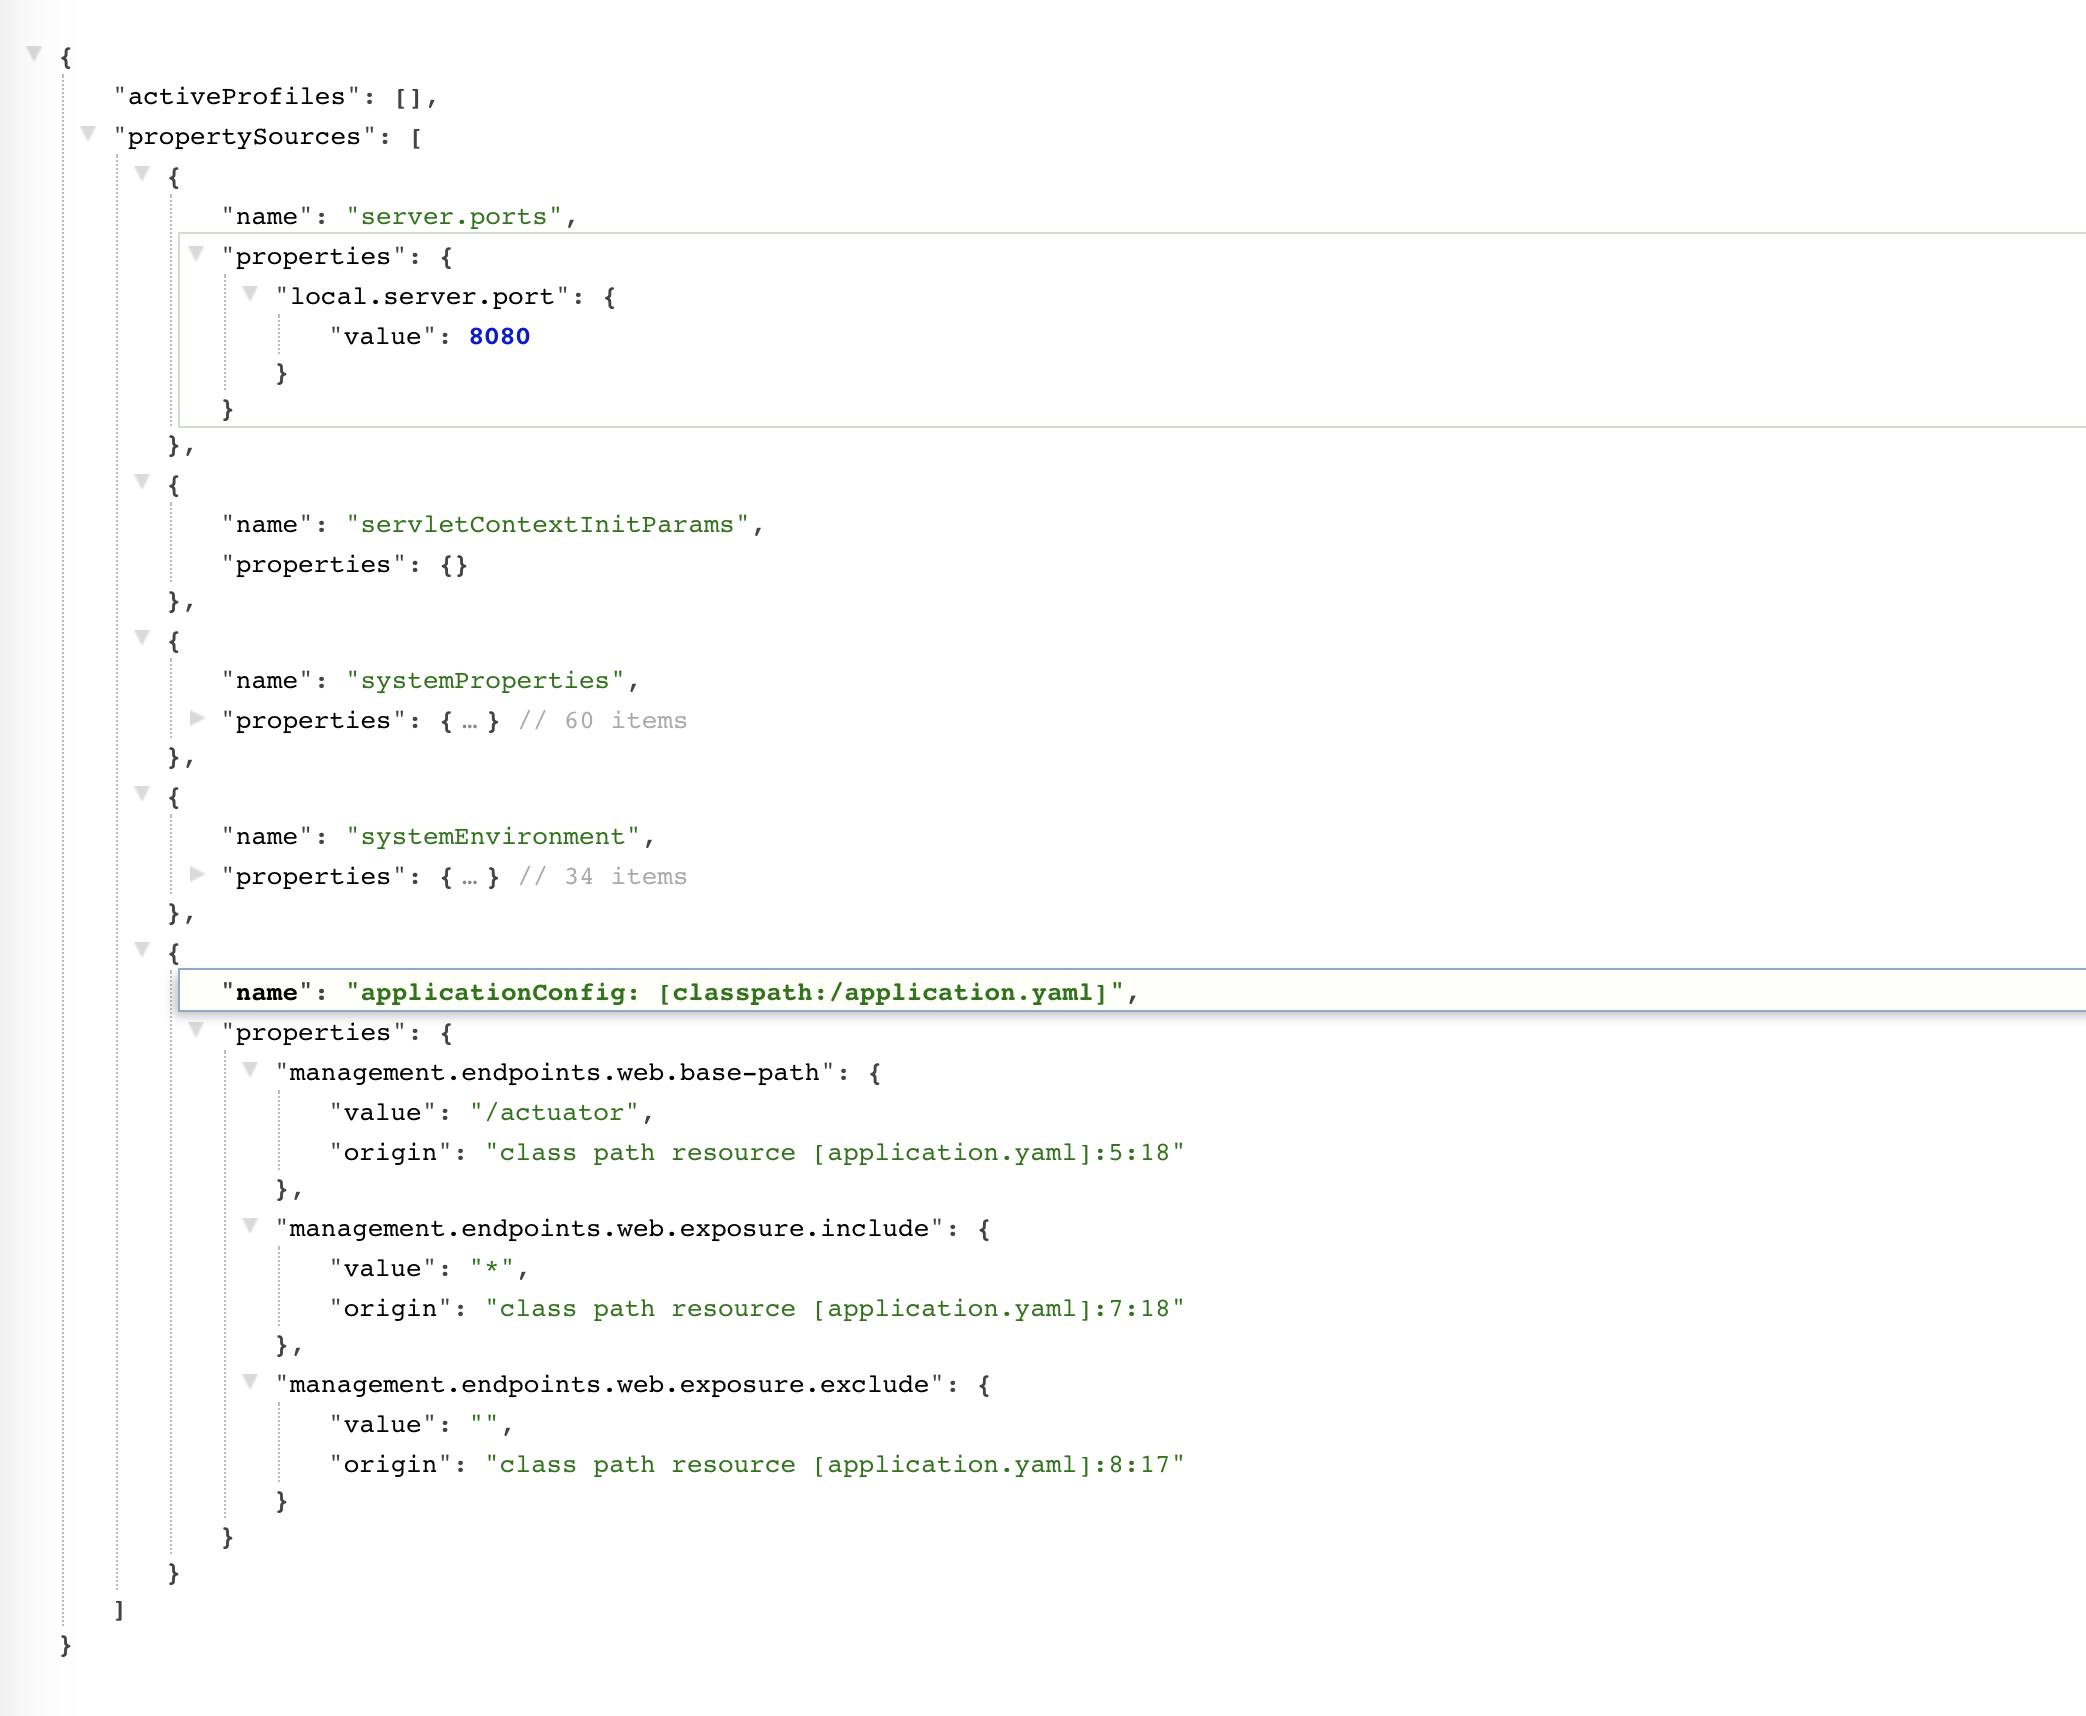 {
"activeProfiles": [],
"propertySources": [
{
"name": "server.ports",
"properties": {
"local.server.port": {
"value": 8080
}
}
},
{
"name": "servletContextInitParams",
"properties": {}
},
{
"name": "systemProperties",
"properties": { … } // 60 items
},
{
"name": "systemEnvironment",
"properties": { … } // 34 items
},
{
"name": "applicationConfig: [classpath:/application.yaml]",
"properties": {
"management.endpoints.web.base-path": {
"value": "/actuator",
"origin": "class path resource [application.yaml]:5:18"
},
"management.endpoints.web.exposure.include": {
"value": "*",
"origin": "class path resource [application.yaml]:7:18"
},
"management.endpoints.web.exposure.exclude": {
"value": "",
"origin": "class path resource [application.yaml]:8:17"
}
}
}
]
}